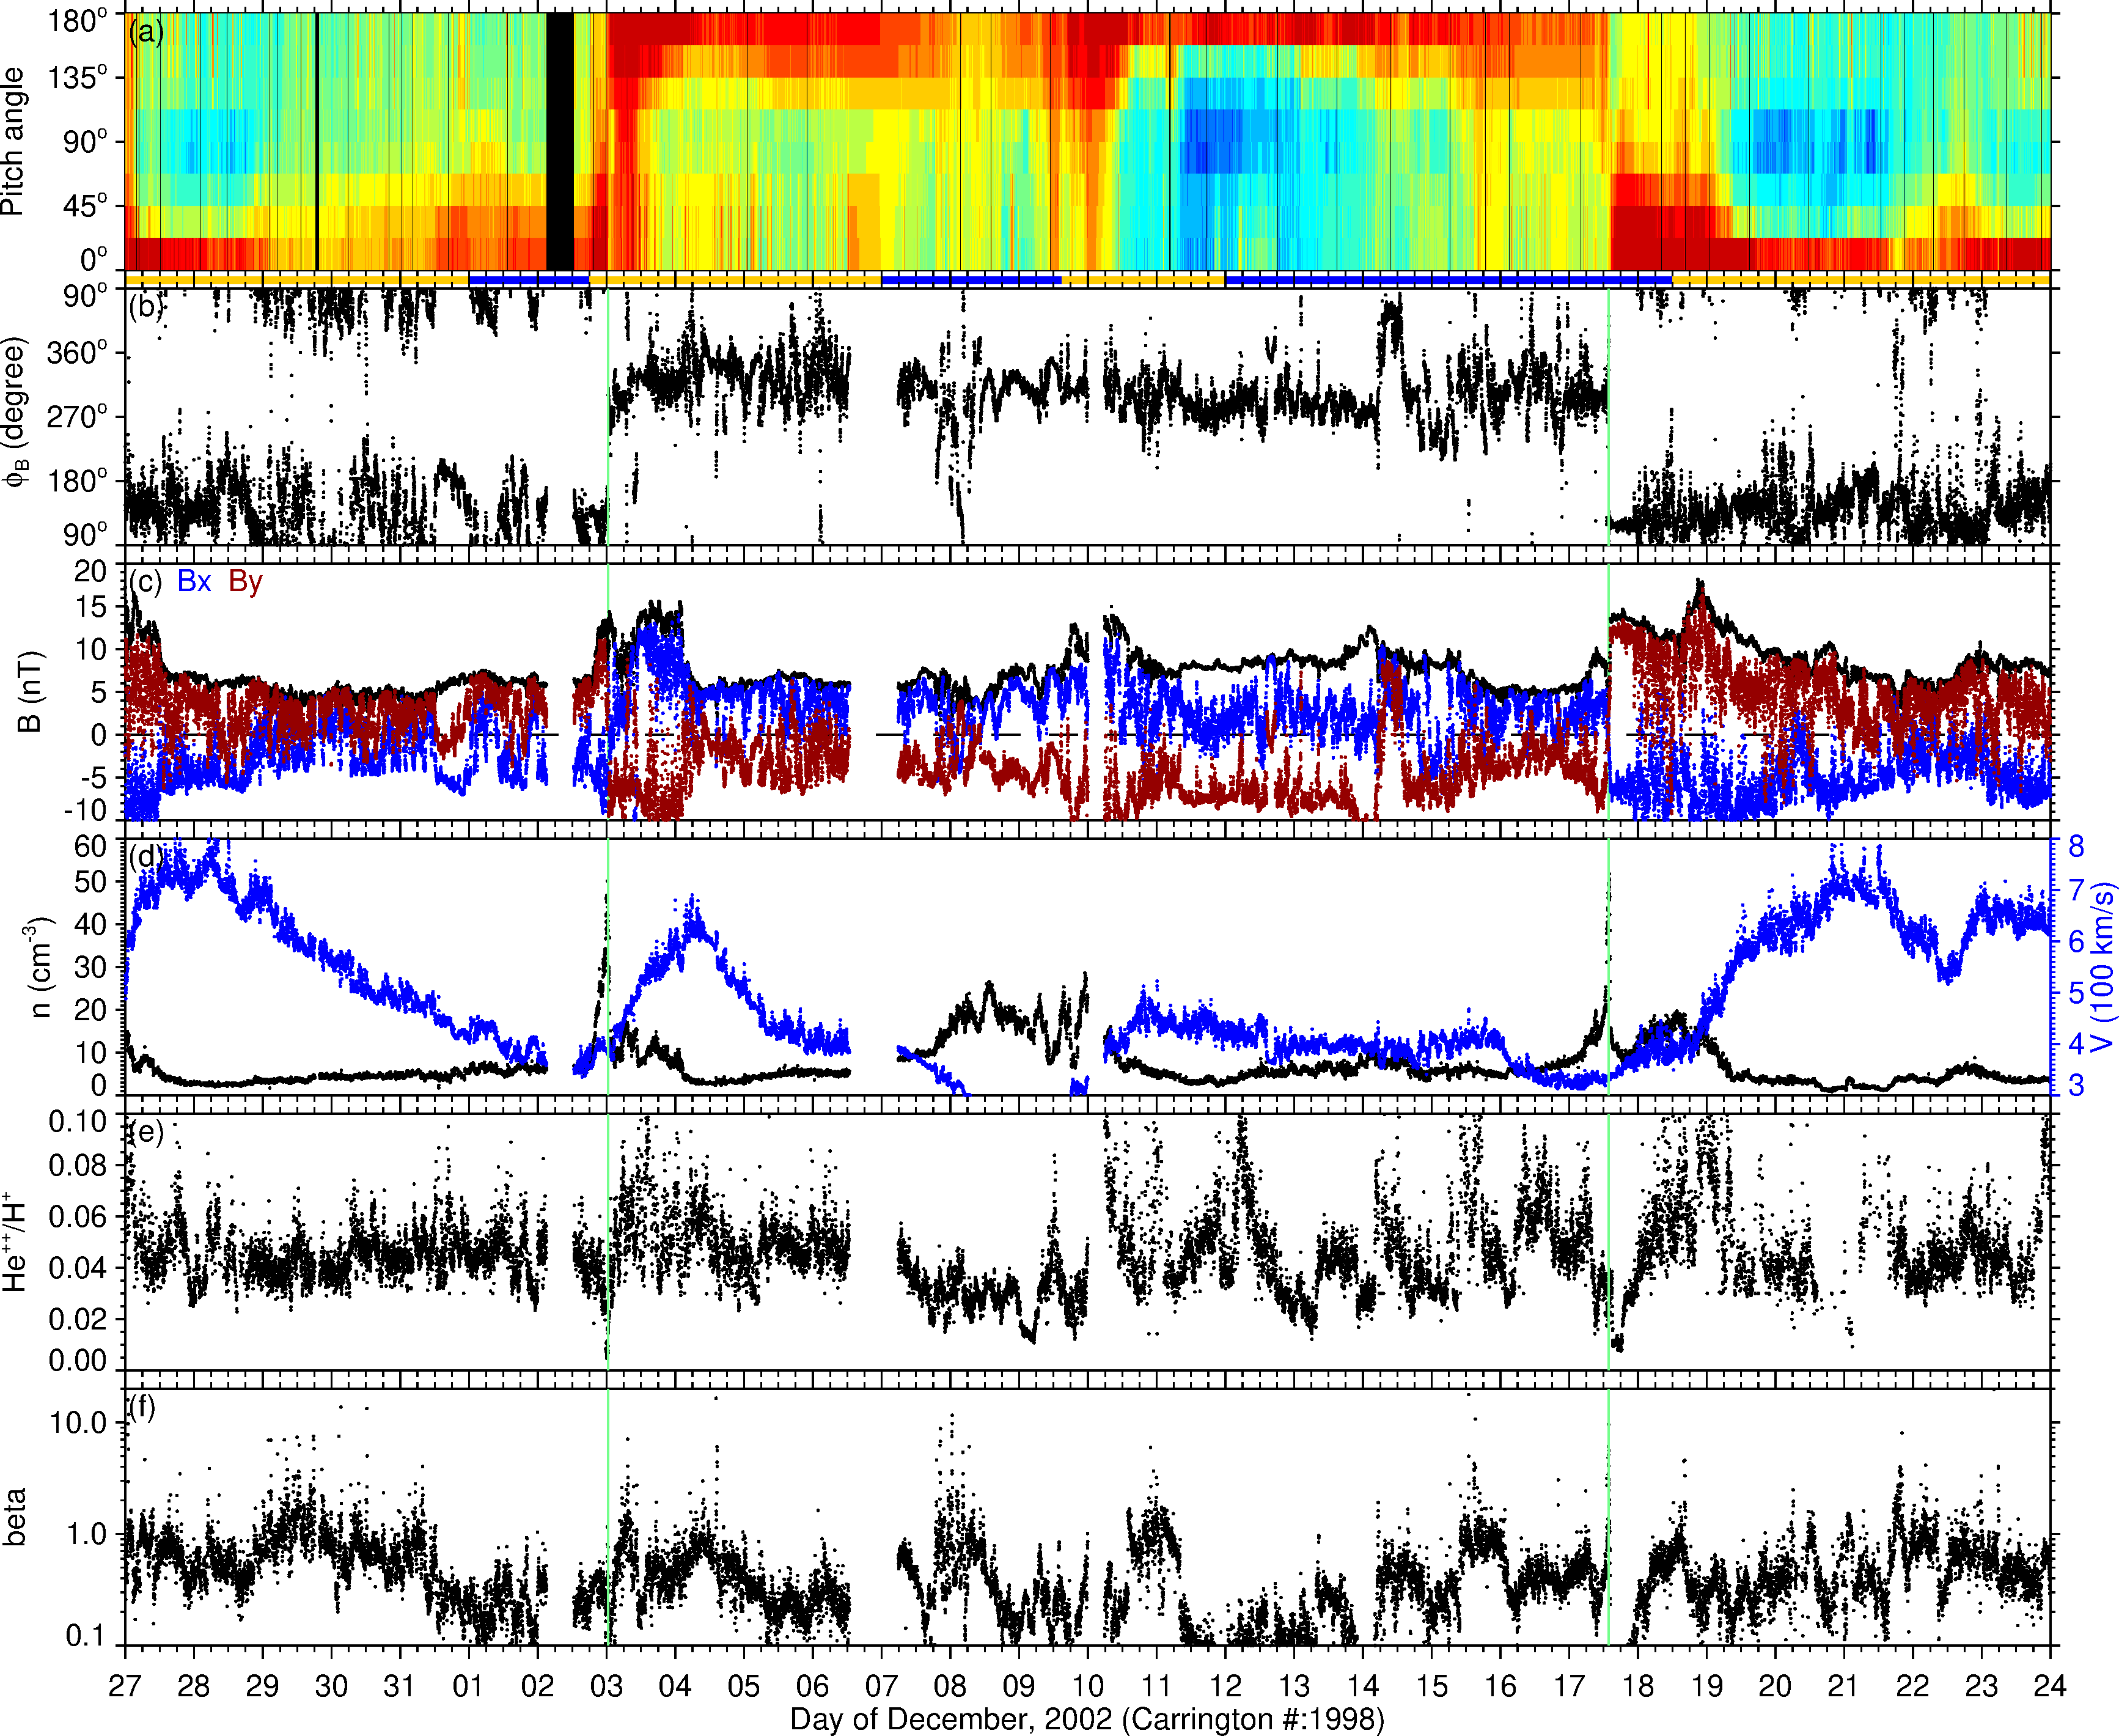 (a)
180°
135°
90°
45°
0°
Pitch angle
(b)
90°
360°
270°
180°
90°
ϕB (degree)
(c) Bx By
20
15
10
5
0
-5
-10
B (nT)
(d)
60
50
40
30
20
10
0
n (cm-3)
8
7
6
5
4
3
V (100 km/s)
(e)
0.10
0.08
0.06
0.04
0.02
0.00
He++/H+
(f)
10.0
1.0
0.1
beta
27 28 29 30 31 01 02 03 04 05 06 07 08 09 10 11 12 13 14 15 16 17 18 19 20 21 22 23 24
Day of December, 2002 (Carrington #:1998)